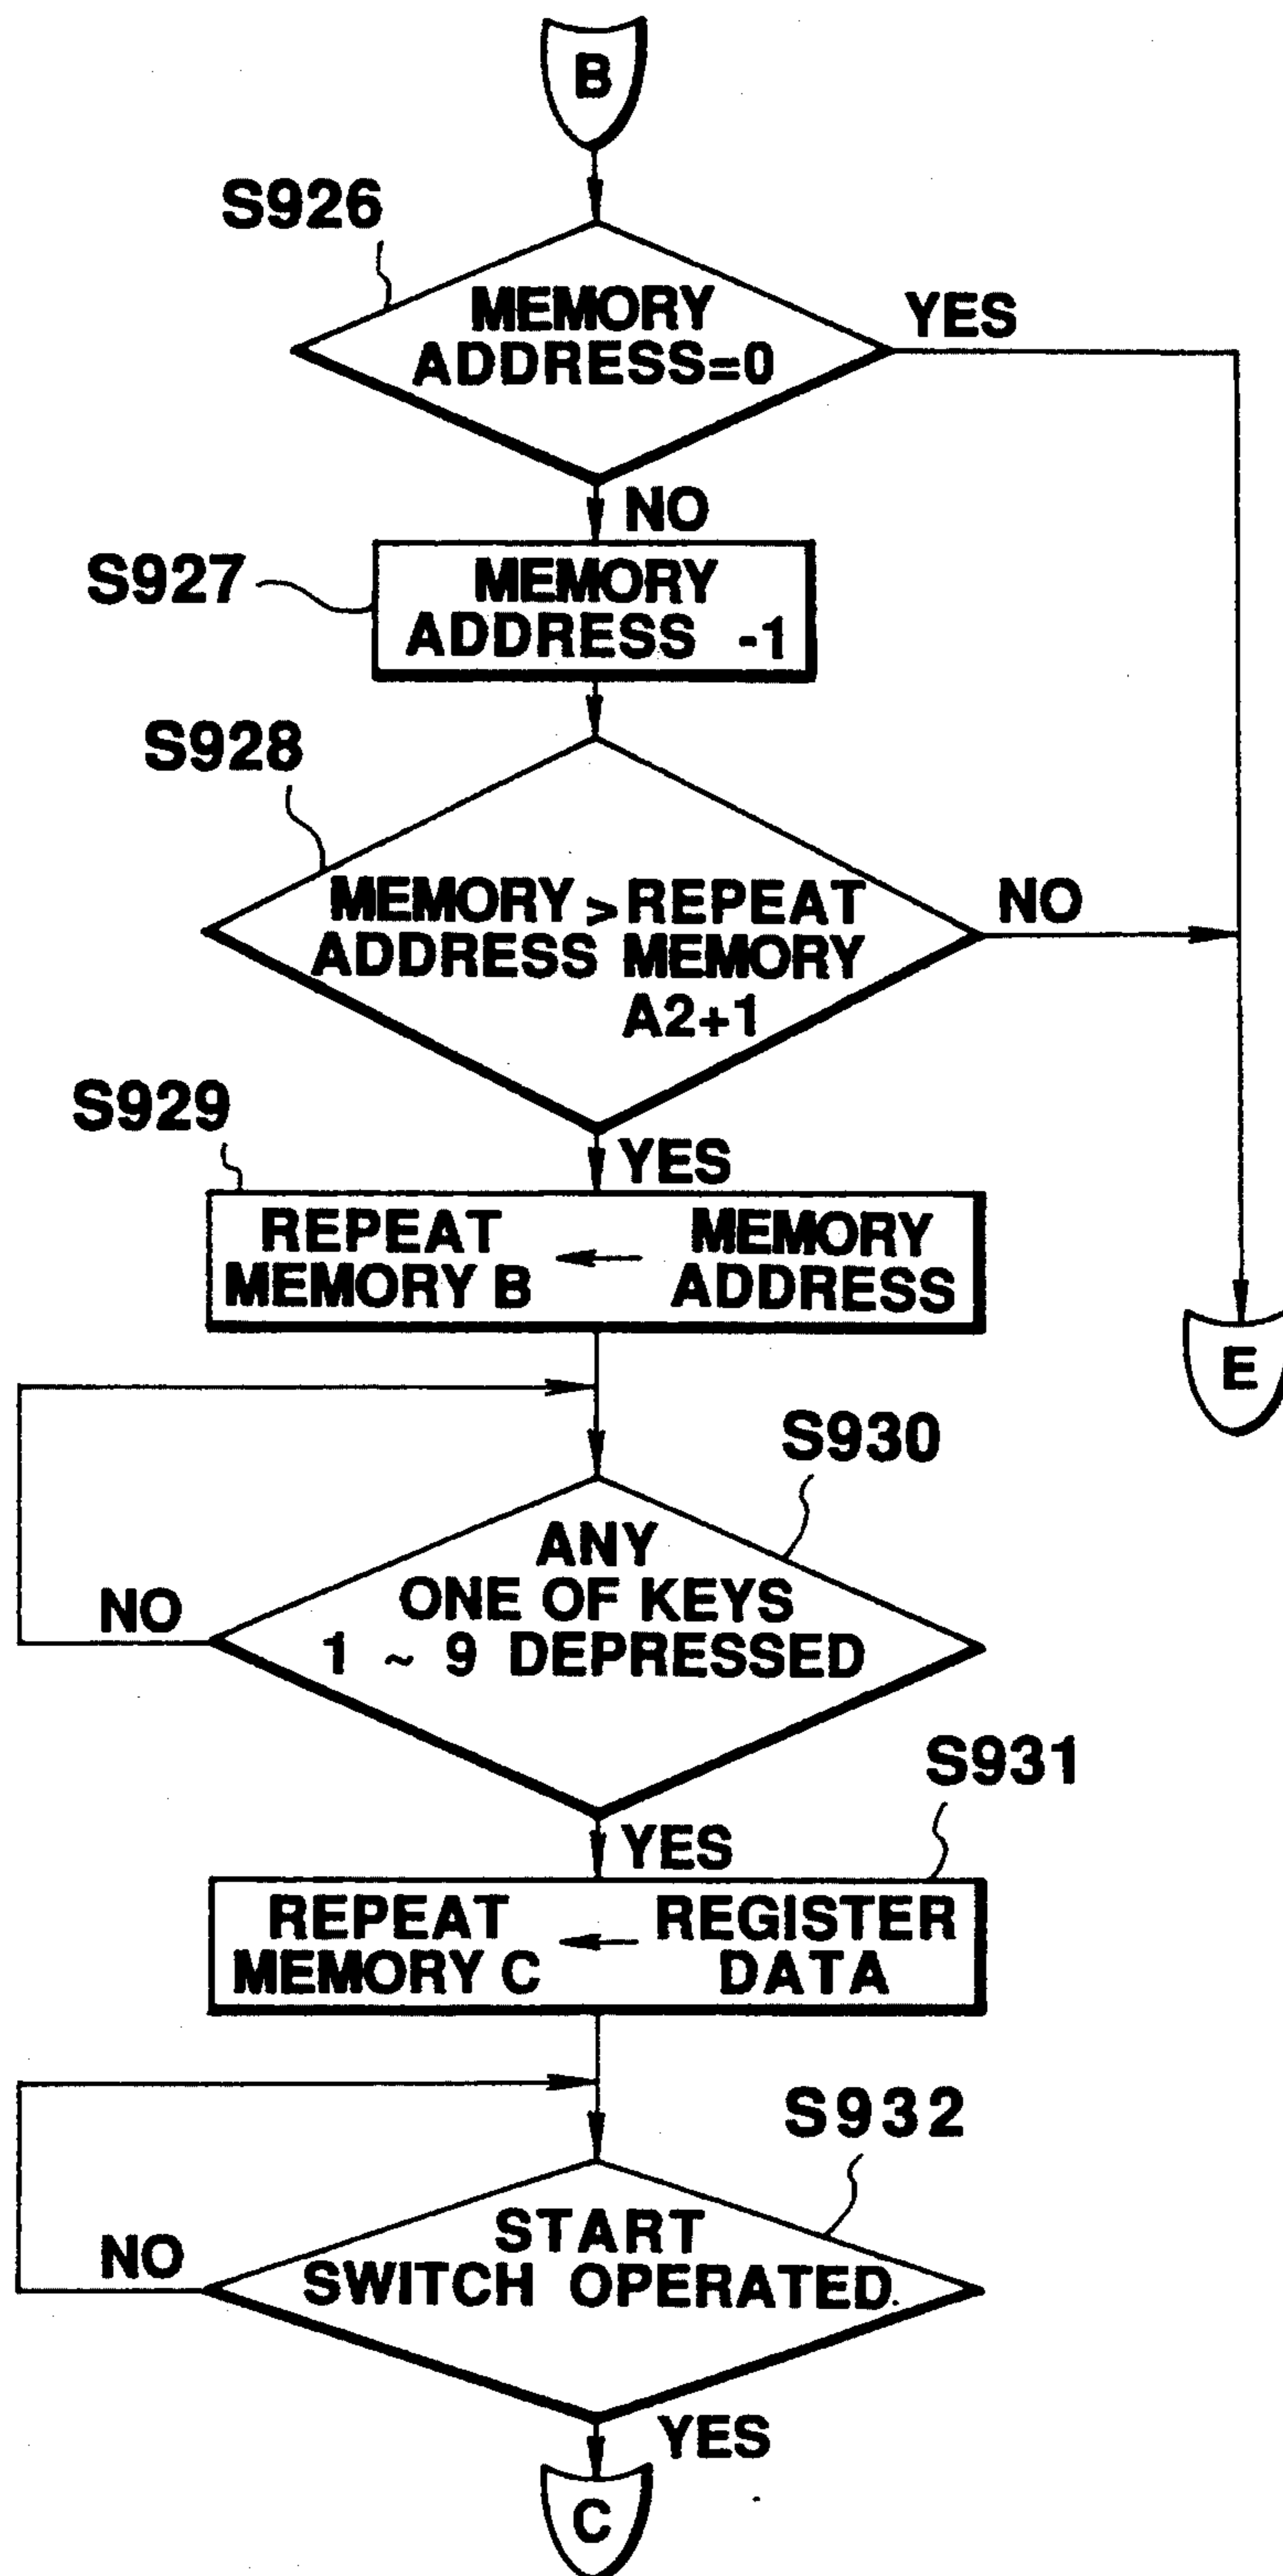 B
S926
MEMORY
ADDRESS=0
YES
NO
S927
MEMORY
ADDRESS -1
S928
MEMORY > REPEAT
ADDRESS MEMORY
A2+1
NO
S929
YES
REPEAT ← MEMORY
MEMORY B ADDRESS
E
S930
ANY
ONE OF KEYS
1 ~ 9 DEPRESSED
NO
S931
YES
REPEAT ← REGISTER
MEMORY C DATA
S932
START
SWITCH OPERATED.
NO
YES
C